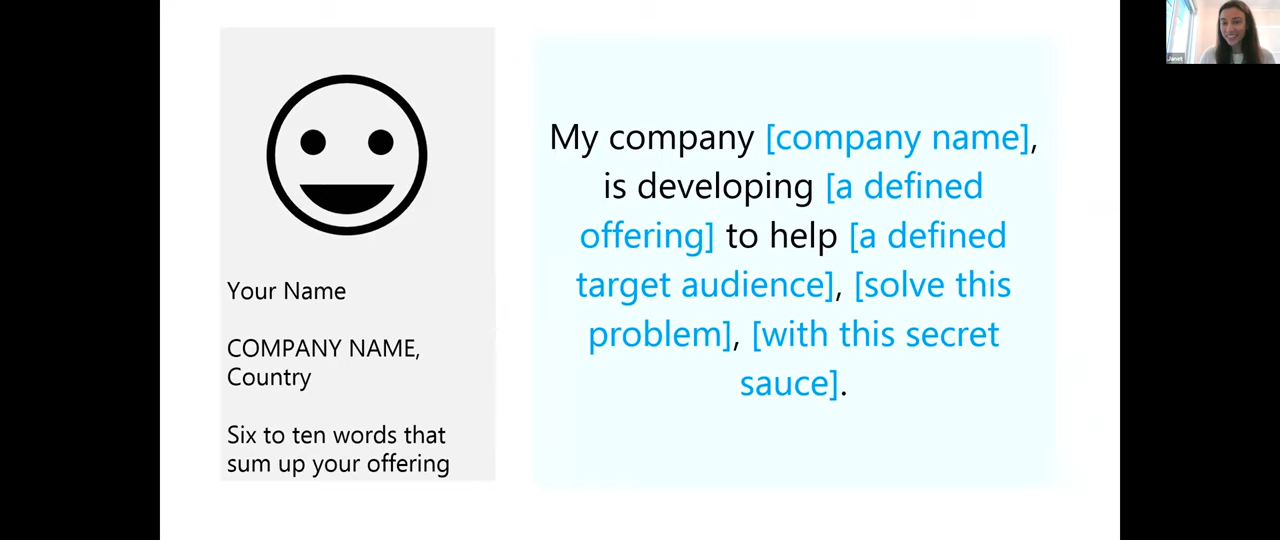 Your Name
COMPANY NAME,
Country
Six to ten words that
sum up your offering
My company [company name],
is developing [a defined
offering] to help [a defined
target audience], [solve this
problem], [with this secret
sauce].
Janet